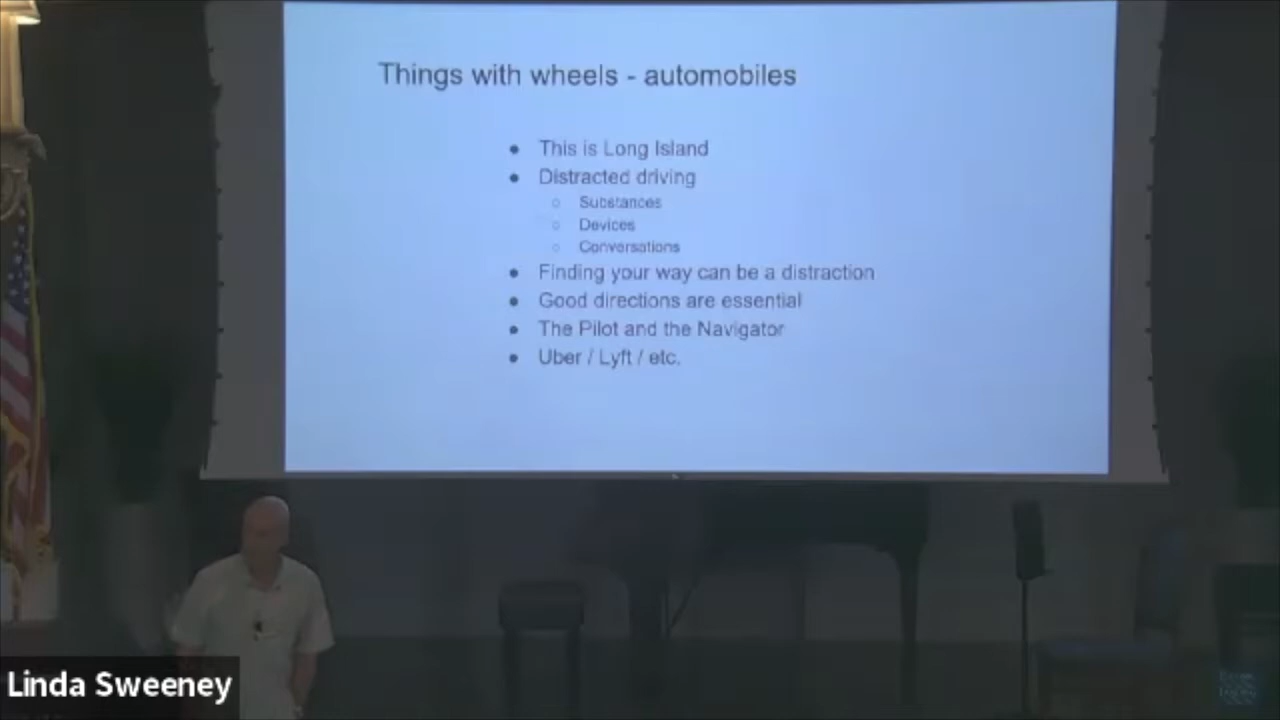 Things with wheels - automobiles
● This is Long Island
● Distracted driving
○ Substances
○ Devices
○ Conversations
● Finding your way can be a distraction
● Good directions are essential
● The Pilot and the Navigator
● Uber / Lyft / etc.
Linda Sweeney